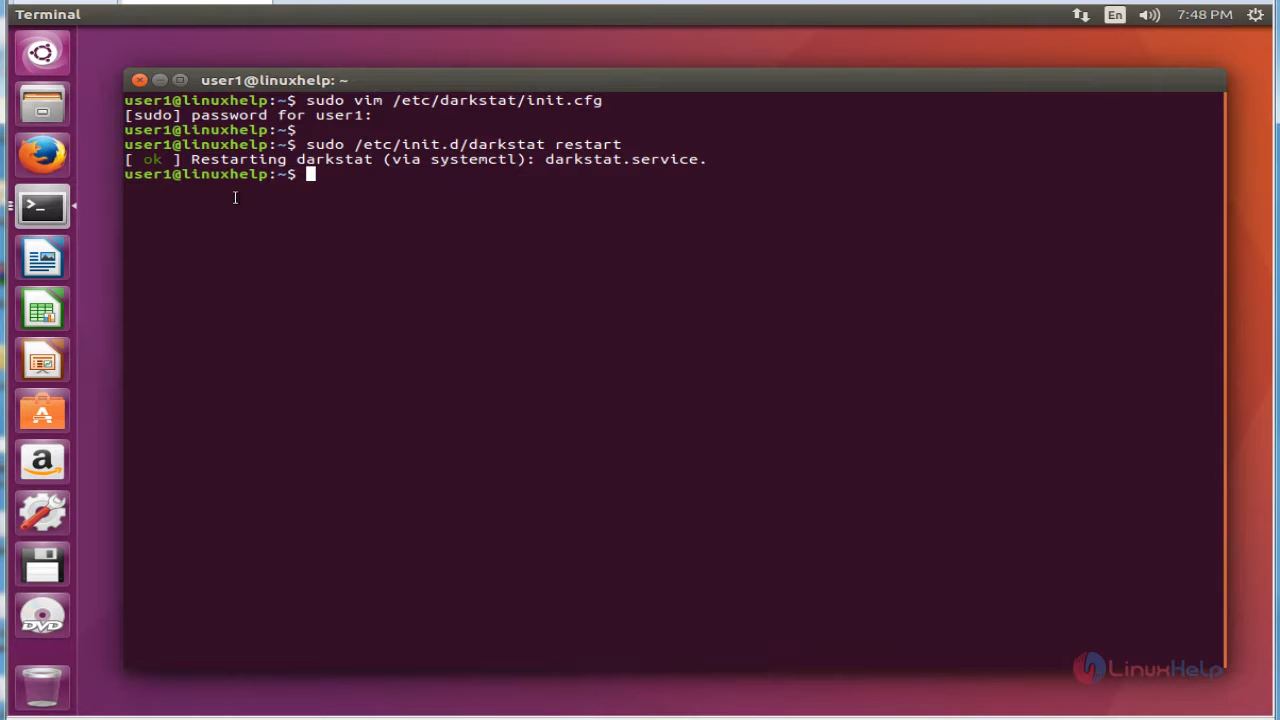 Terminal
En
7:48 PM
user1@linuxhelp: ~
user1@linuxhelp:~$ sudo vim /etc/darkstat/init.cfg
[sudo] password for user1:
user1@linuxhelp:~$
user1@linuxhelp:~$ sudo /etc/init.d/darkstat restart
[ ok ] Restarting darkstat (via systemctl): darkstat.service.
user1@linuxhelp:~$
>_
A
a
DVD
LinuxHelp